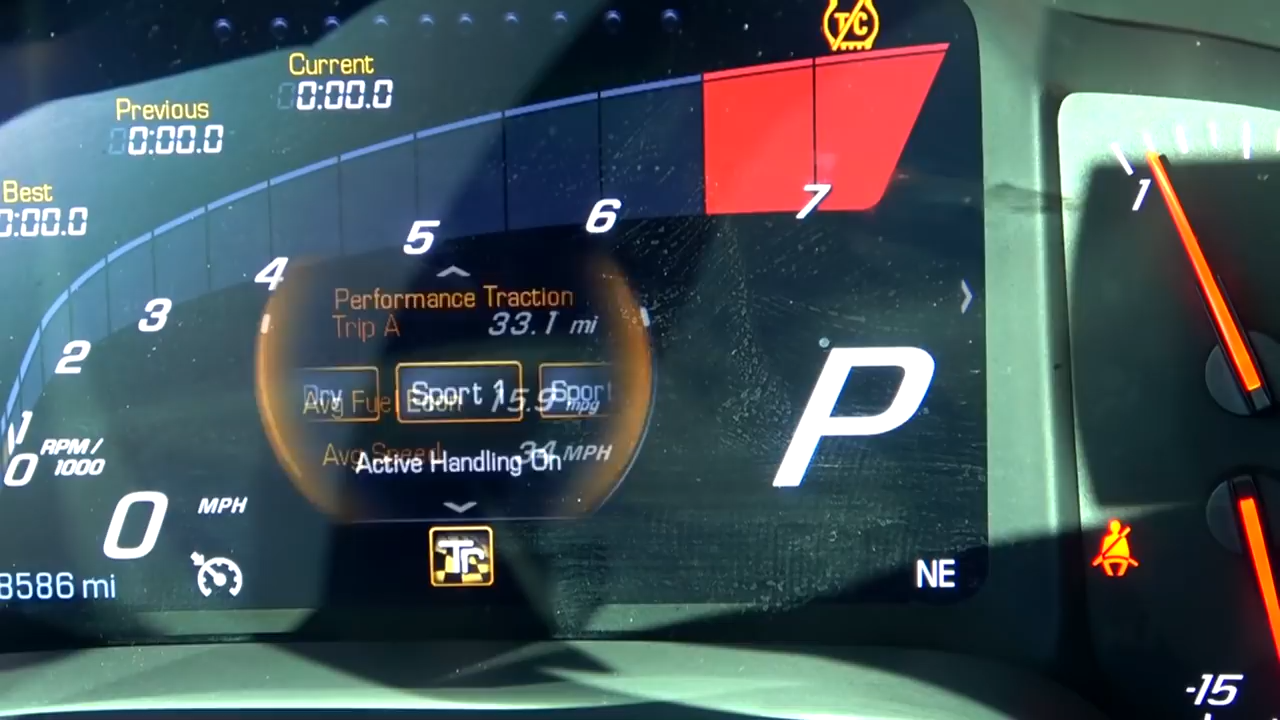 T/C
Current
0:00.0
Previous
0:00.0
Best
0:00.0
1 2 3 4 5 6 7
0
RPM/
1000
Performance Traction
Trip A 33.1 mi
Dry Sport 1 Sport
Avg Fuel Econ 15.9 mpg
Avg Speed 34 MPH
Active Handling On
P
0 MPH
8586 mi
NE
1
-15